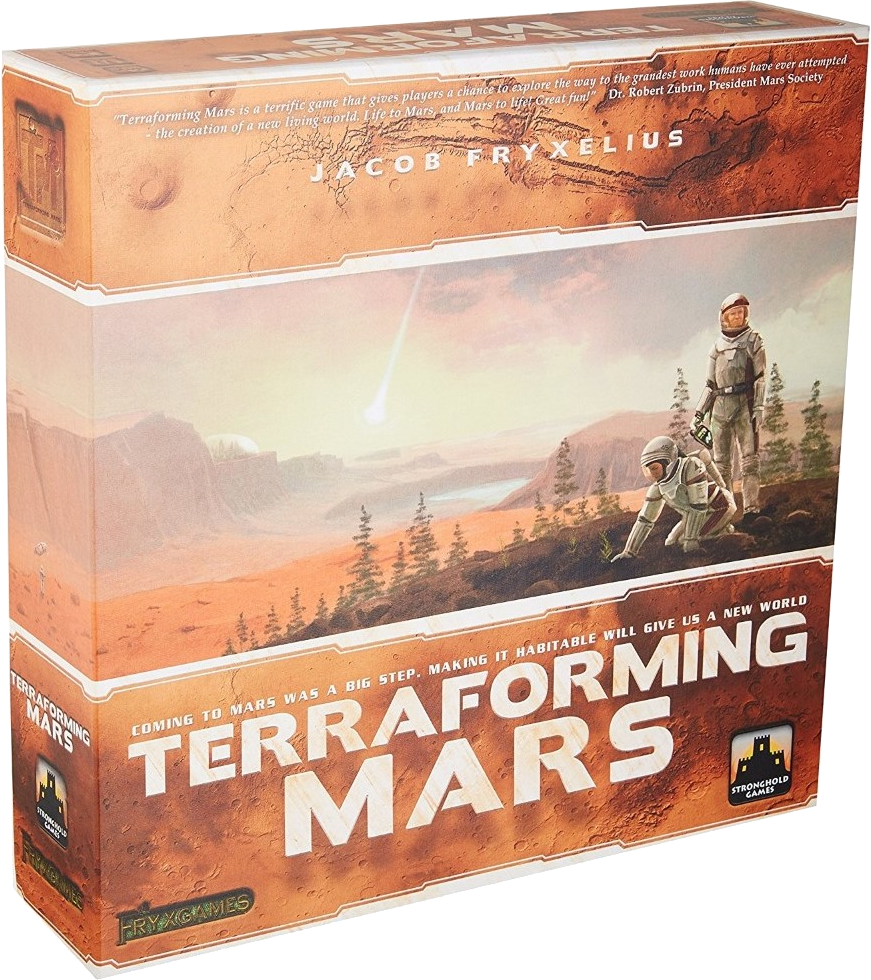 TERRAFORMING
MARS
"Terraforming Mars is a terrific game that gives players a chance to explore the way to the grandest work humans have ever attempted
- the creation of a new living world. Life to Mars, and Mars to life! Great fun!" Dr. Robert Zubrin, President Mars Society
JACOB FRYXELIUS
COMING TO MARS WAS A BIG STEP. MAKING IT HABITABLE WILL GIVE US A NEW WORLD
TERRAFORMING
MARS
STRONGHOLD
GAMES
FRYXGAMES
TERRAFORMING
MARS
STRONGHOLD
GAMES
FRYXGAMES